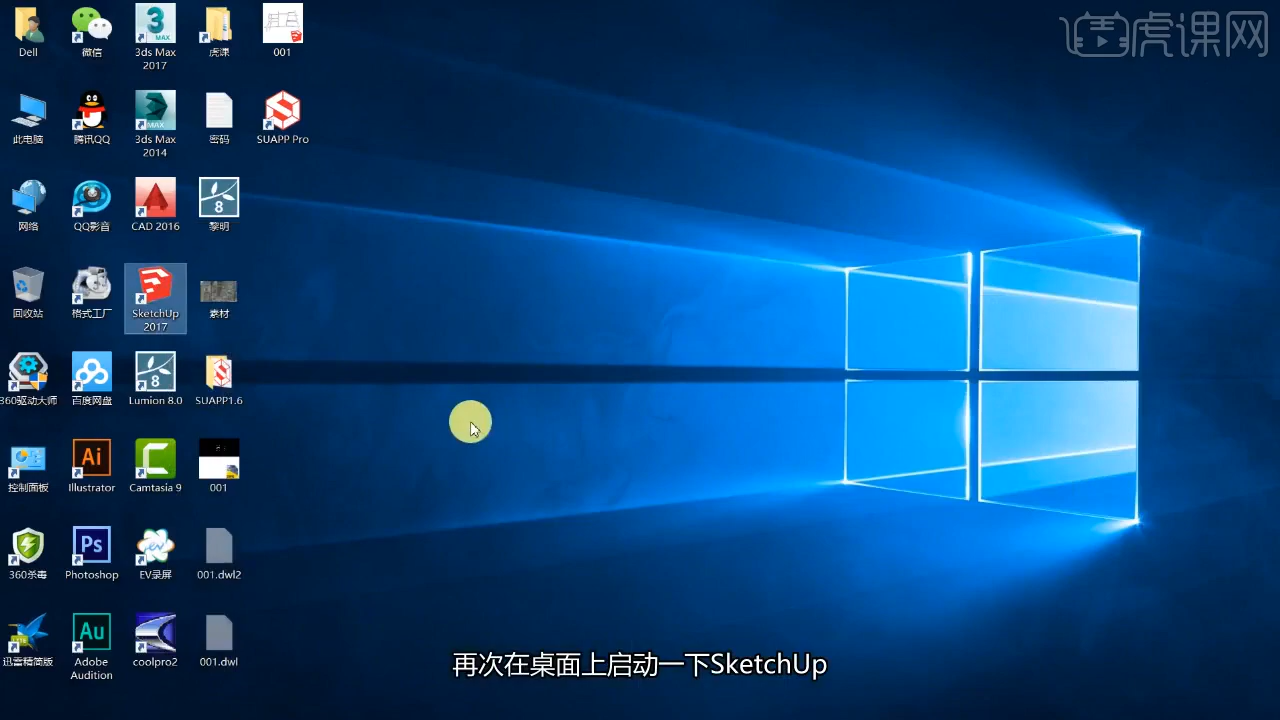 虎课网
Dell
微信
3ds Max
2017
虎课
001
此电脑
腾讯QQ
3ds Max
2014
密码
SUAPP Pro
网络
QQ影音
CAD 2016
黎明
回收站
格式工厂
SketchUp
2017
素材
360驱动大师
百度网盘
Lumion 8.0
SUAPP1.6
控制面板
Illustrator
Camtasia 9
001
360杀毒
Photoshop
EV录屏
001.dwl2
迅雷精简版
Adobe
Audition
coolpro2
001.dwl
再次在桌面上启动一下SketchUp